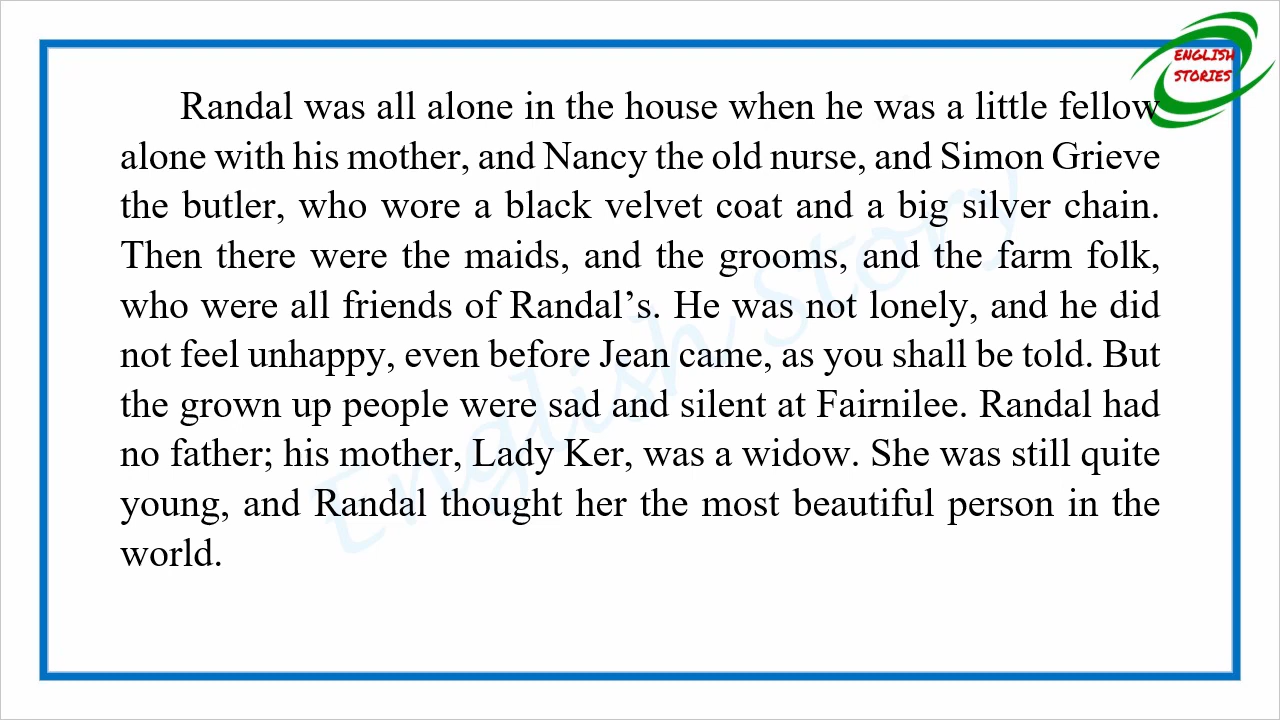 ENGLISH
STORIES
Randal was all alone in the house when he was a little fellow
alone with his mother, and Nancy the old nurse, and Simon Grieve
the butler, who wore a black velvet coat and a big silver chain.
Then there were the maids, and the grooms, and the farm folk,
who were all friends of Randal’s. He was not lonely, and he did
not feel unhappy, even before Jean came, as you shall be told. But
the grown up people were sad and silent at Fairnilee. Randal had
no father; his mother, Lady Ker, was a widow. She was still quite
young, and Randal thought her the most beautiful person in the
world.
English Story